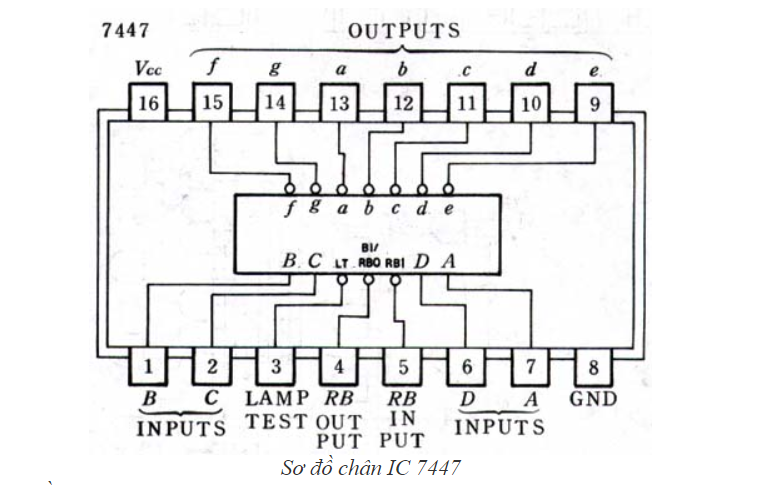 7447 OUTPUTS
Vcc f g a b c d e
16 15 14 13 12 11 10 9
f g a b c d e
BI/
B C LT RBO RBI D A
1 2 3 4 5 6 7 8
B C LAMP RB RB D A GND
INPUTS TEST OUT IN INPUTS
PUT PUT
Sơ đồ chân IC 7447